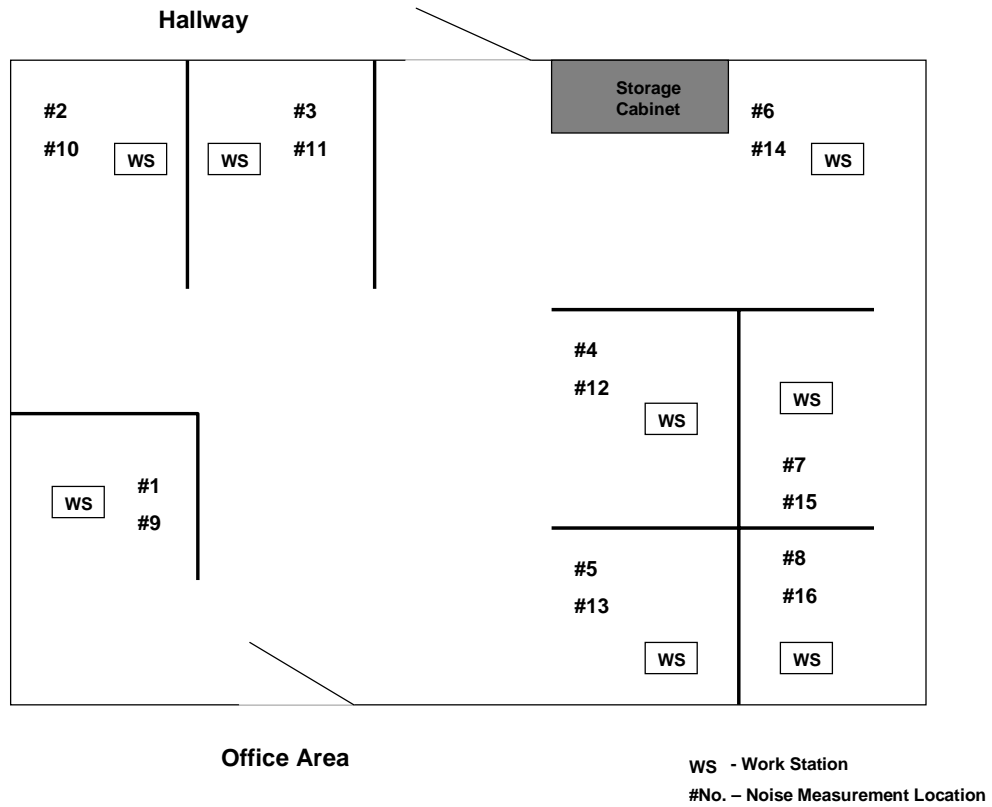 Hallway
Storage
Cabinet
#2
#10
WS
#3
#11
WS
#6
#14
WS
#4
#12
WS
WS
#7
#15
#1
#9
WS
#5
#13
WS
#8
#16
WS
Office Area
WS - Work Station
#No. – Noise Measurement Location